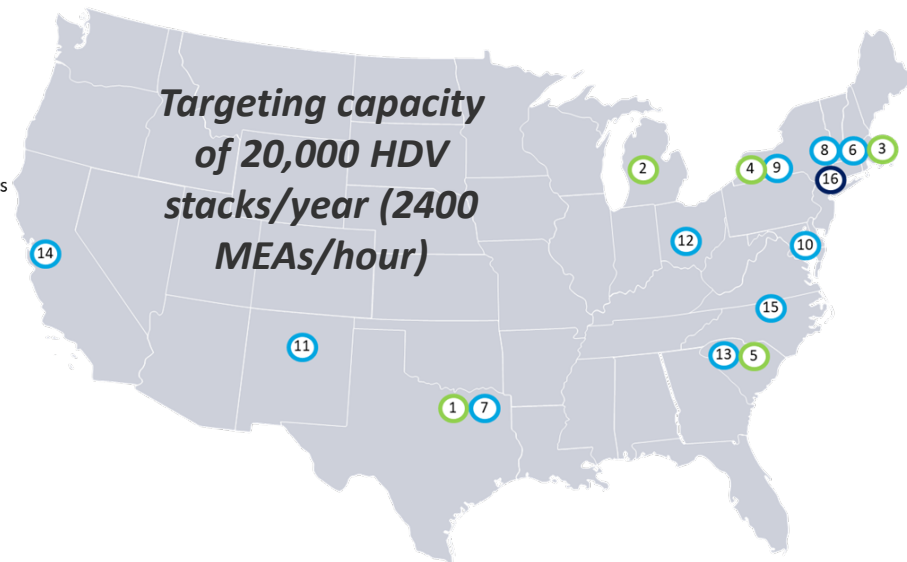 Targeting capacity
of 20,000 HDV
stacks/year (2400
MEAs/hour)
s
3
8 6
2
4 9
16
12
10
14
15
11
13 5
1 7